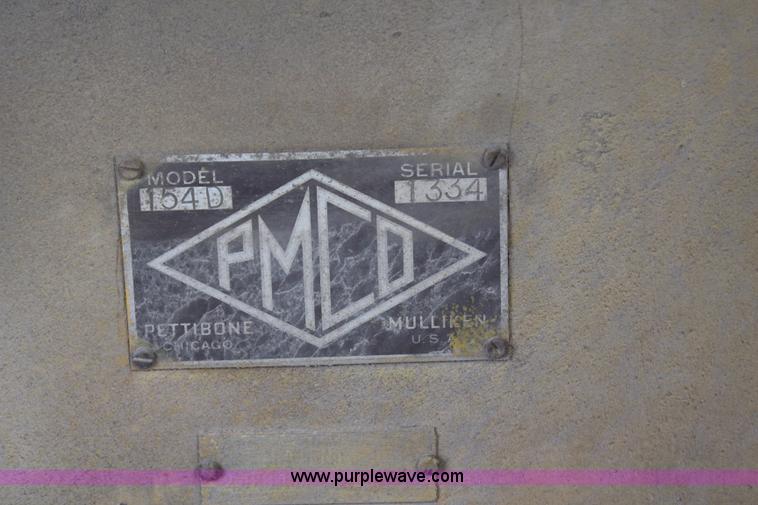 MODEL
154D
SERIAL
1334
PMCO
PETTIBONE
CHICAGO
MULLIKEN
U.S.
www.purplewave.com